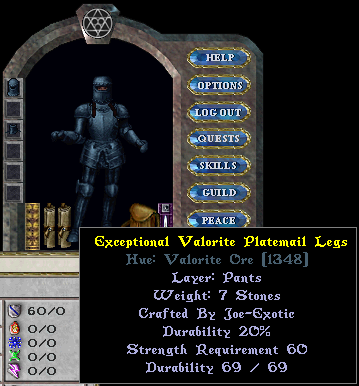 HELP
OPTIONS
LOG OUT
QUESTS
SKILLS
GUILD
PEACE
Exceptional Valorite Platemail Legs
Hue: Valorite Ore [1348]
Layer: Pants
Weight: 7 Stones
Crafted By Joe-Exotic
Durability 20%
Strength Requirement 60
Durability 69 / 69
60/0
0/0
0/0
0/0
0/0